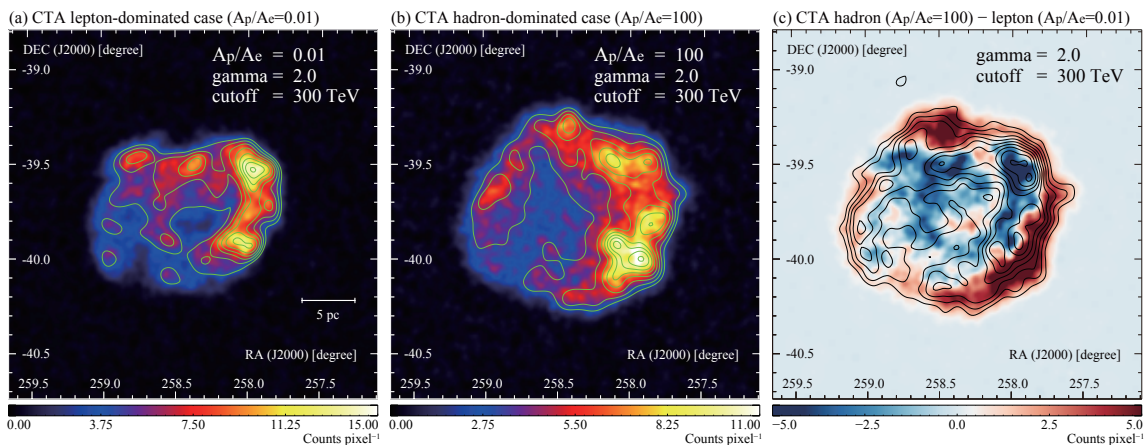 (a) CTA lepton-dominated case (Ap/Ae=0.01)
DEC (J2000) [degree]
Ap/Ae = 0.01
gamma = 2.0
cutoff = 300 TeV
-39.0
-39.5
-40.0
-40.5
5 pc
RA (J2000) [degree]
259.5 259.0 258.5 258.0 257.5
0.00 3.75 7.50 11.25 15.00
Counts pixel⁻¹
(b) CTA hadron-dominated case (Ap/Ae=100)
DEC (J2000) [degree]
Ap/Ae = 100
gamma = 2.0
cutoff = 300 TeV
-39.0
-39.5
-40.0
-40.5
RA (J2000) [degree]
259.5 259.0 258.5 258.0 257.5
0.00 2.75 5.50 8.25 11.00
Counts pixel⁻¹
(c) CTA hadron (Ap/Ae=100) − lepton (Ap/Ae=0.01)
DEC (J2000) [degree]
gamma = 2.0
cutoff = 300 TeV
-39.0
-39.5
-40.0
-40.5
RA (J2000) [degree]
259.5 259.0 258.5 258.0 257.5
−5.0 −2.5 0.0 2.5 5.0
Counts pixel⁻¹